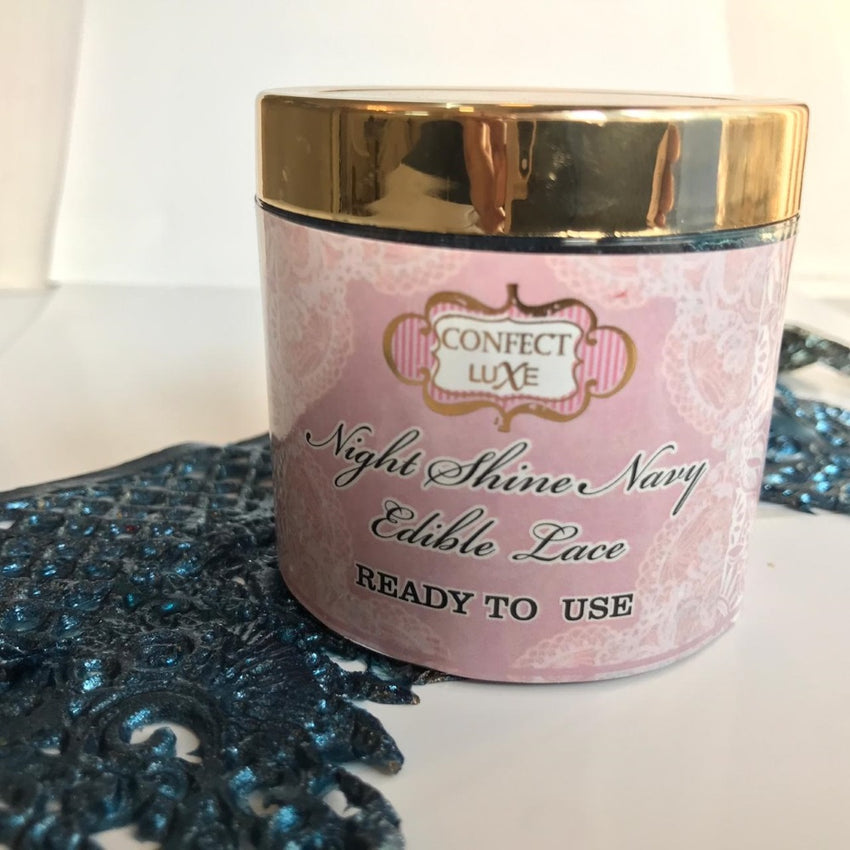 CONFECT
LUXE
Night Shine Navy
Edible Lace
READY TO USE